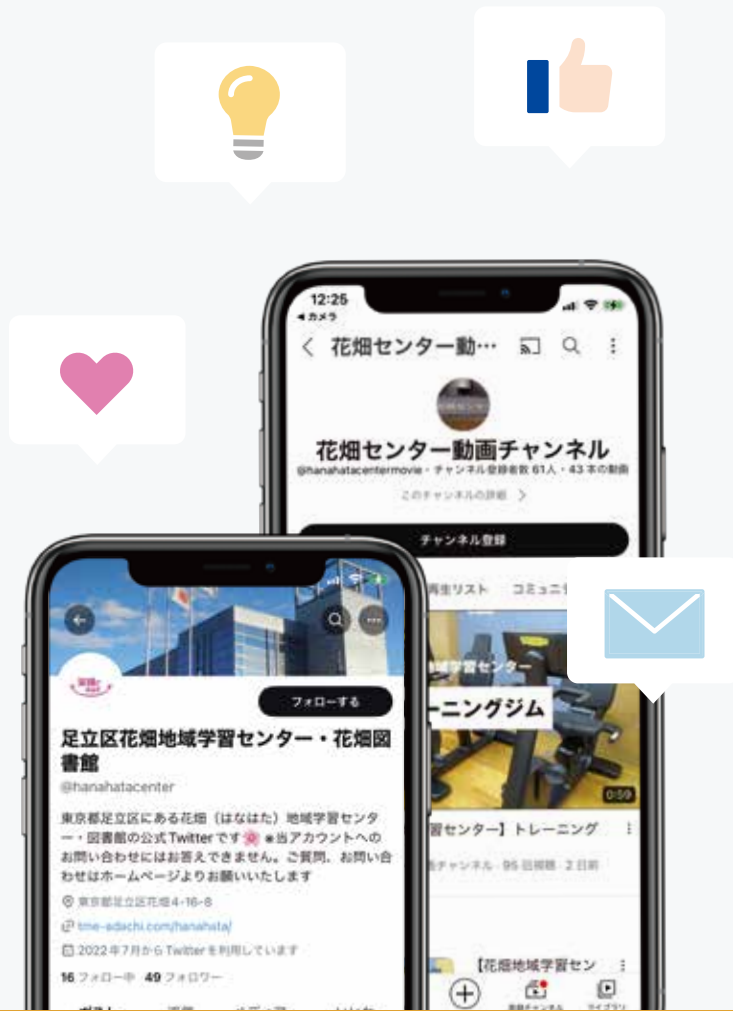 12:25
◀カメラ
花畑センター動…
花畑センター動画チャンネル
@hanahatacentermovie・チャンネル登録者数 61人・43 本の動画
このチャンネルの詳細 >
チャンネル登録
再生リスト コミュニ
学習センター
ーニングジム
0:59
習センター】トレーニング
チャンネル 95 回視聴 2 日前
【花畑地域学習セン
フォローする
足立区花畑地域学習センター・花畑図
書館
@hanahatacenter
東京都足立区にある花畑（はなはた）地域学習センタ
ー・図書館の公式Twitterです🌸 ※当アカウントへの
お問い合わせにはお答えできません。ご質問、お問い合
わせはホームページよりお願いいたします
東京都足立区花畑4-16-8
tme-adachi.com/hanahata/
2022年7月からTwitterを利用しています
16 フォロー中 49 フォロワー